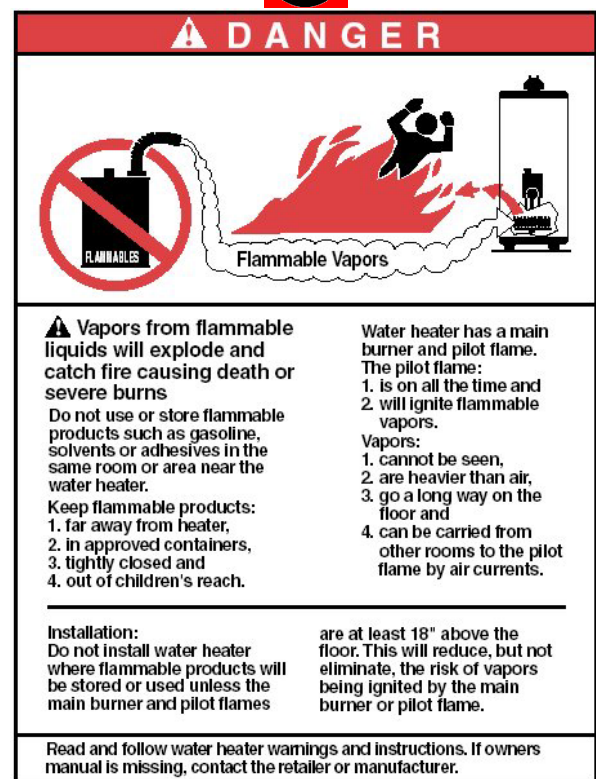 DANGER
FLAMMABLES
Flammable Vapors
Vapors from flammable
liquids will explode and
catch fire causing death or
severe burns
Do not use or store flammable
products such as gasoline,
solvents or adhesives in the
same room or area near the
water heater.
Keep flammable products:
1. far away from heater,
2. in approved containers,
3. tightly closed and
4. out of children's reach.
Water heater has a main
burner and pilot flame.
The pilot flame:
1. is on all the time and
2. will ignite flammable
vapors.
Vapors:
1. cannot be seen,
2. are heavier than air,
3. go a long way on the
floor and
4. can be carried from
other rooms to the pilot
flame by air currents.
Installation:
Do not install water heater
where flammable products will
be stored or used unless the
main burner and pilot flames
are at least 18" above the
floor. This will reduce, but not
eliminate, the risk of vapors
being ignited by the main
burner or pilot flame.
Read and follow water heater warnings and instructions. If owners
manual is missing, contact the retailer or manufacturer.